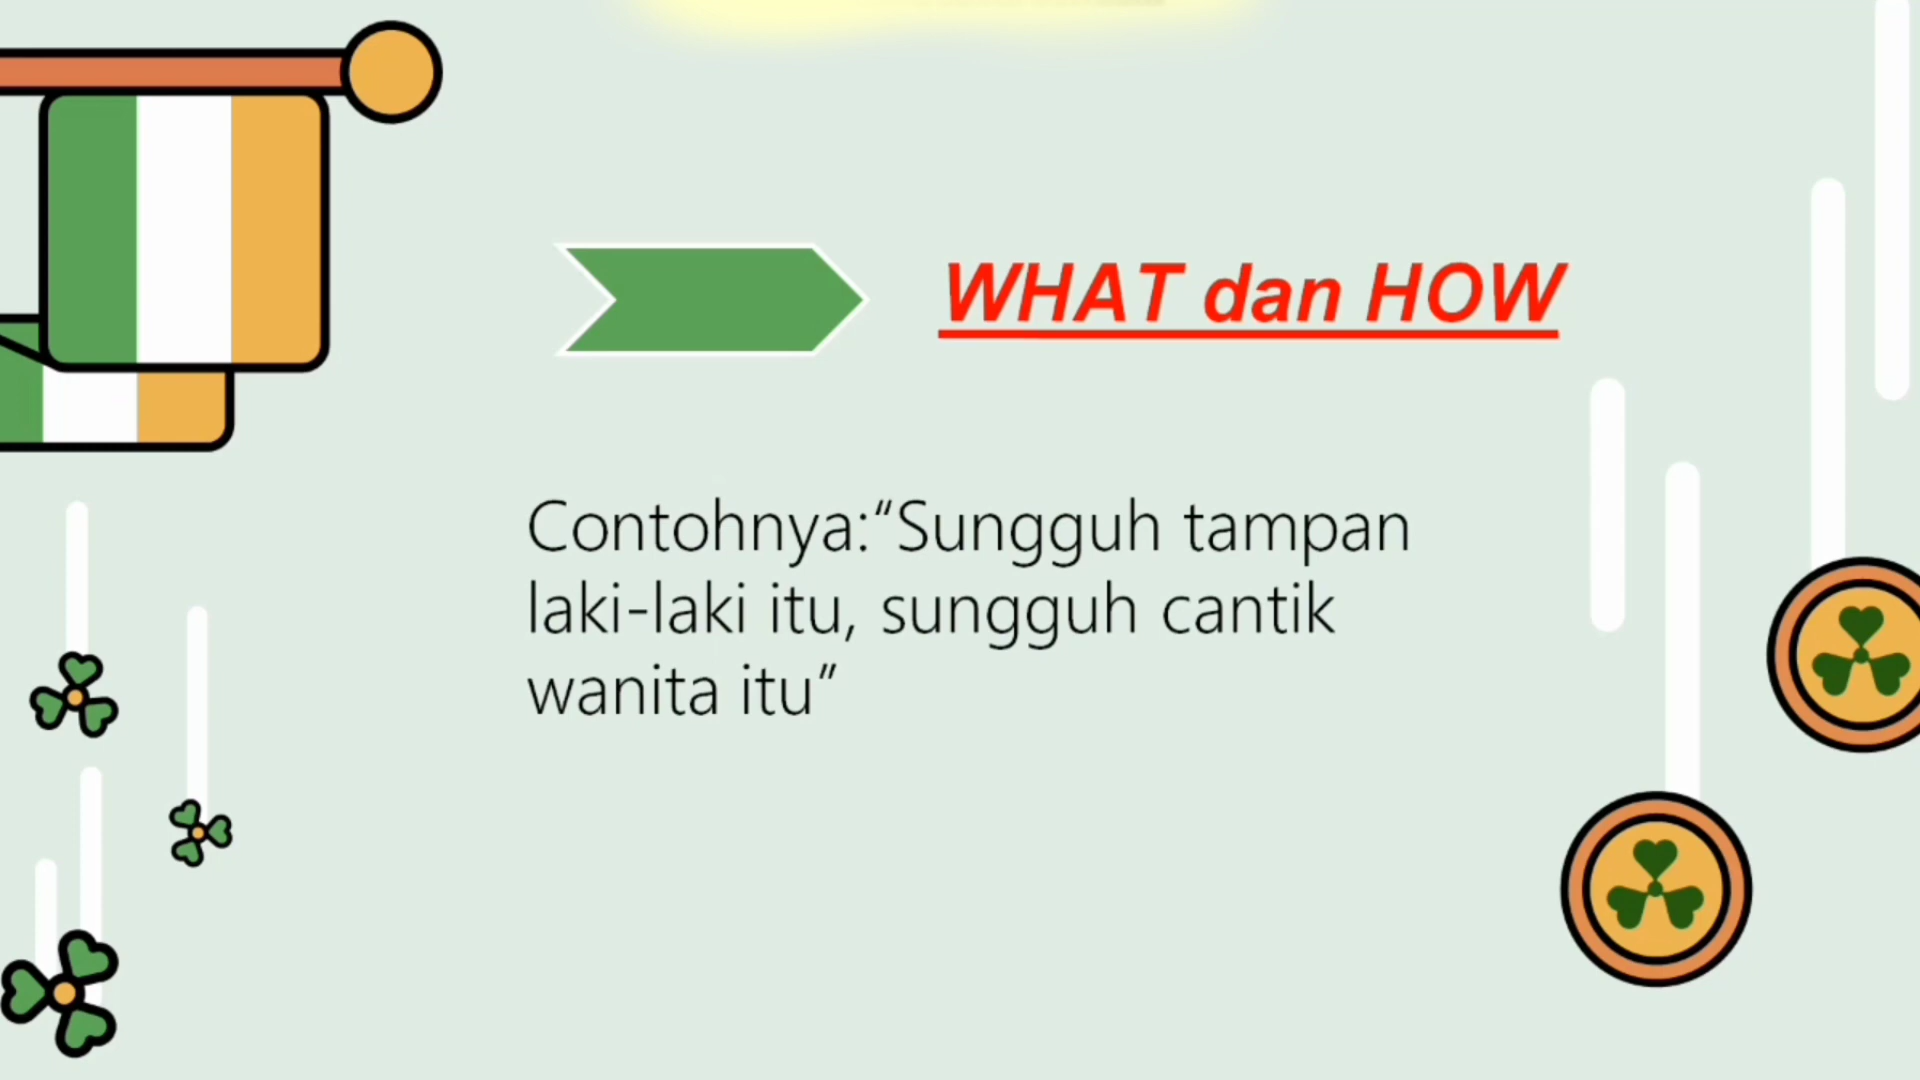 WHAT dan HOW
Contohnya:“Sungguh tampan
laki-laki itu, sungguh cantik
wanita itu”